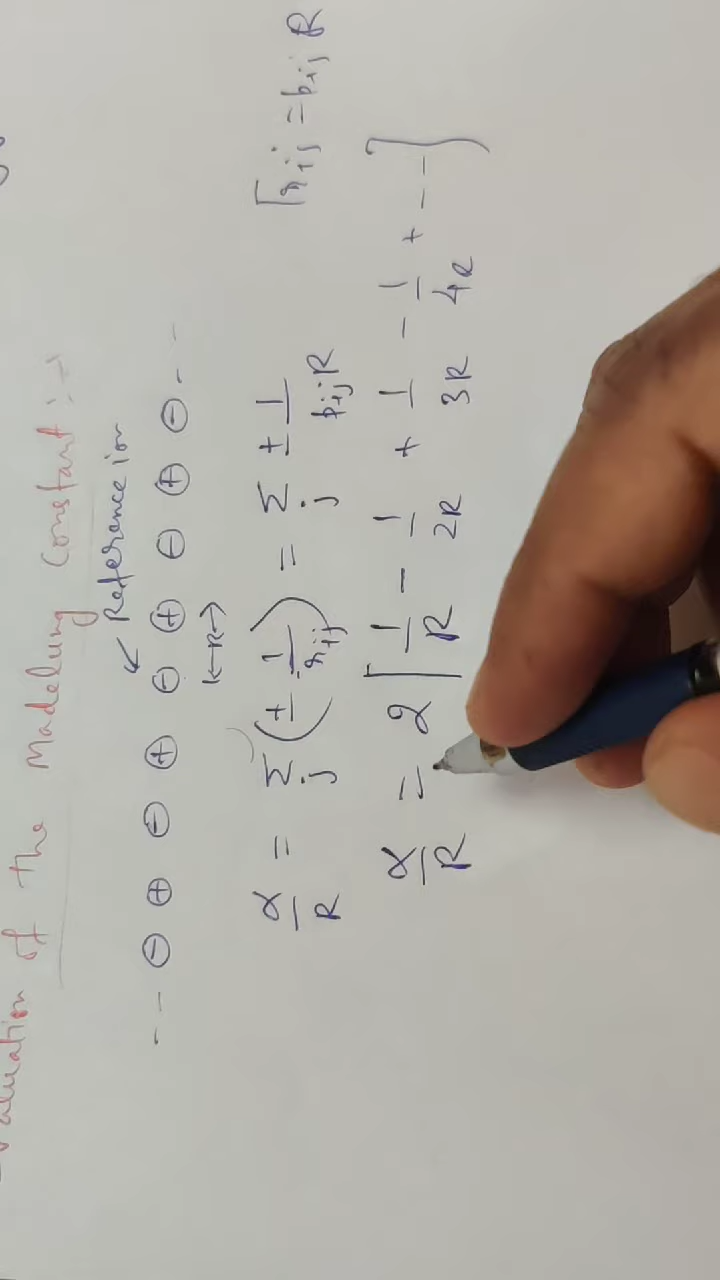 of the Madelung Constant :→
↙ Reference ion
-- ⊖ ⊕ ⊖ ⊕ ⊖ ⊕ ⊖ ⊕ ⊖ --
|←R→|
α/R = Σ_j (± 1/r_ij) = Σ_j ± 1/(p_ij R) [r_ij = p_ij R
α/R = 2 [1/R - 1/2R + 1/3R - 1/4R + ---]